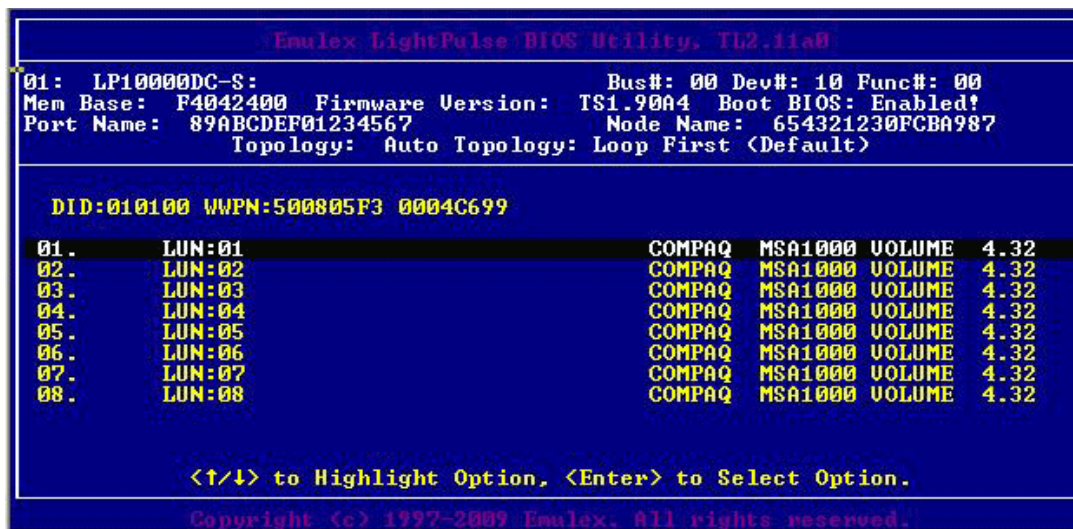 Emulex LightPulse BIOS Utility, TL2.11a0
01: LP10000DC-S: Bus#: 00 Dev#: 10 Func#: 00
Mem Base: F4042400 Firmware Version: TS1.90A4 Boot BIOS: Enabled!
Port Name: 89ABCDEF01234567 Node Name: 654321230FCBA987
Topology: Auto Topology: Loop First <Default>
DID:010100 WWPN:500805F3 0004C699
01. LUN:01 COMPAQ MSA1000 VOLUME 4.32
02. LUN:02 COMPAQ MSA1000 VOLUME 4.32
03. LUN:03 COMPAQ MSA1000 VOLUME 4.32
04. LUN:04 COMPAQ MSA1000 VOLUME 4.32
05. LUN:05 COMPAQ MSA1000 VOLUME 4.32
06. LUN:06 COMPAQ MSA1000 VOLUME 4.32
07. LUN:07 COMPAQ MSA1000 VOLUME 4.32
08. LUN:08 COMPAQ MSA1000 VOLUME 4.32
<↑/↓> to Highlight Option, <Enter> to Select Option.
Copyright <c> 1997-2009 Emulex. All rights reserved.